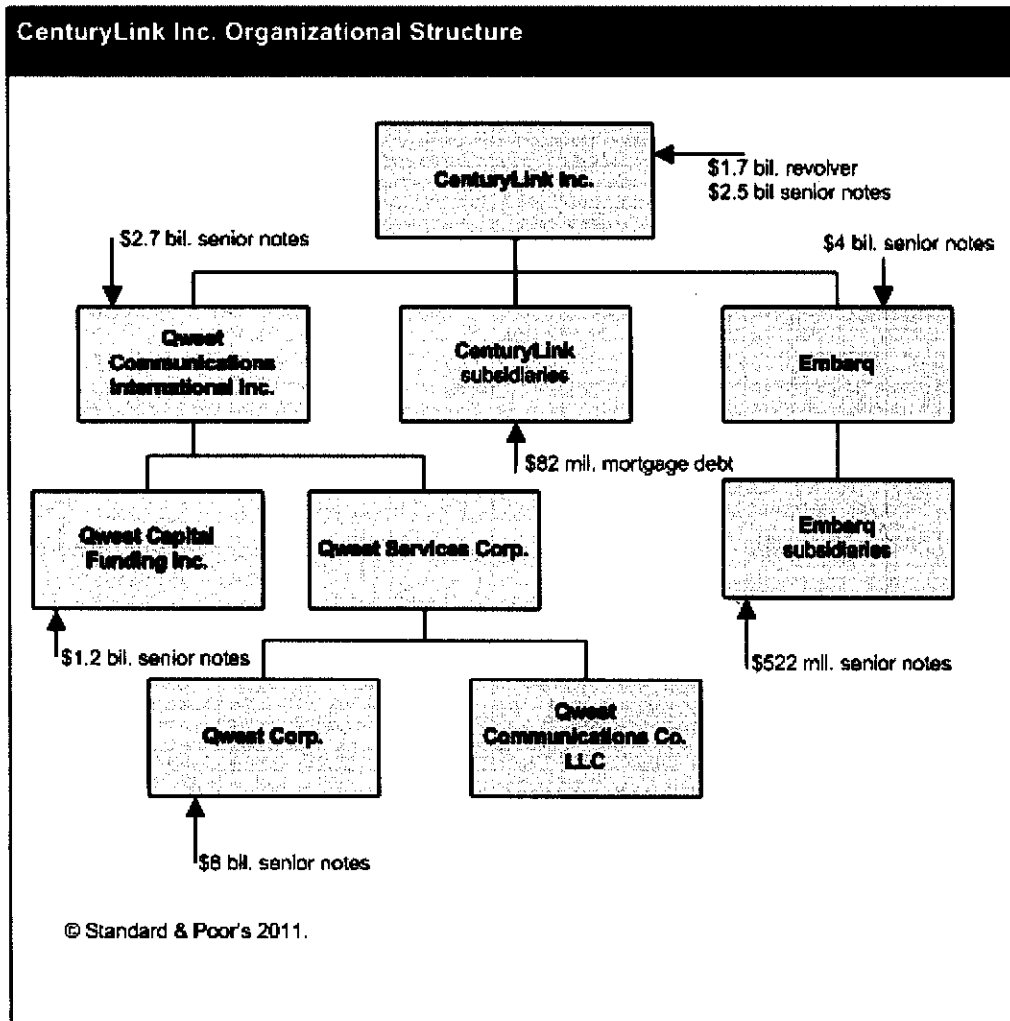 CenturyLink Inc. Organizational Structure
CenturyLink Inc.
$1.7 bil. revolver
$2.5 bil senior notes
$2.7 bil. senior notes
$4 bil. senior notes
Qwest
Communications
International Inc.
CenturyLink
subsidiaries
Embarq
$82 mil. mortgage debt
Qwest Capital
Funding Inc.
Qwest Services Corp.
Embarq
subsidiaries
$1.2 bil. senior notes
$522 mil. senior notes
Qwest Corp.
Qwest
Communications Co.
LLC
bil. senior notes
© Standard & Poor's 2011.